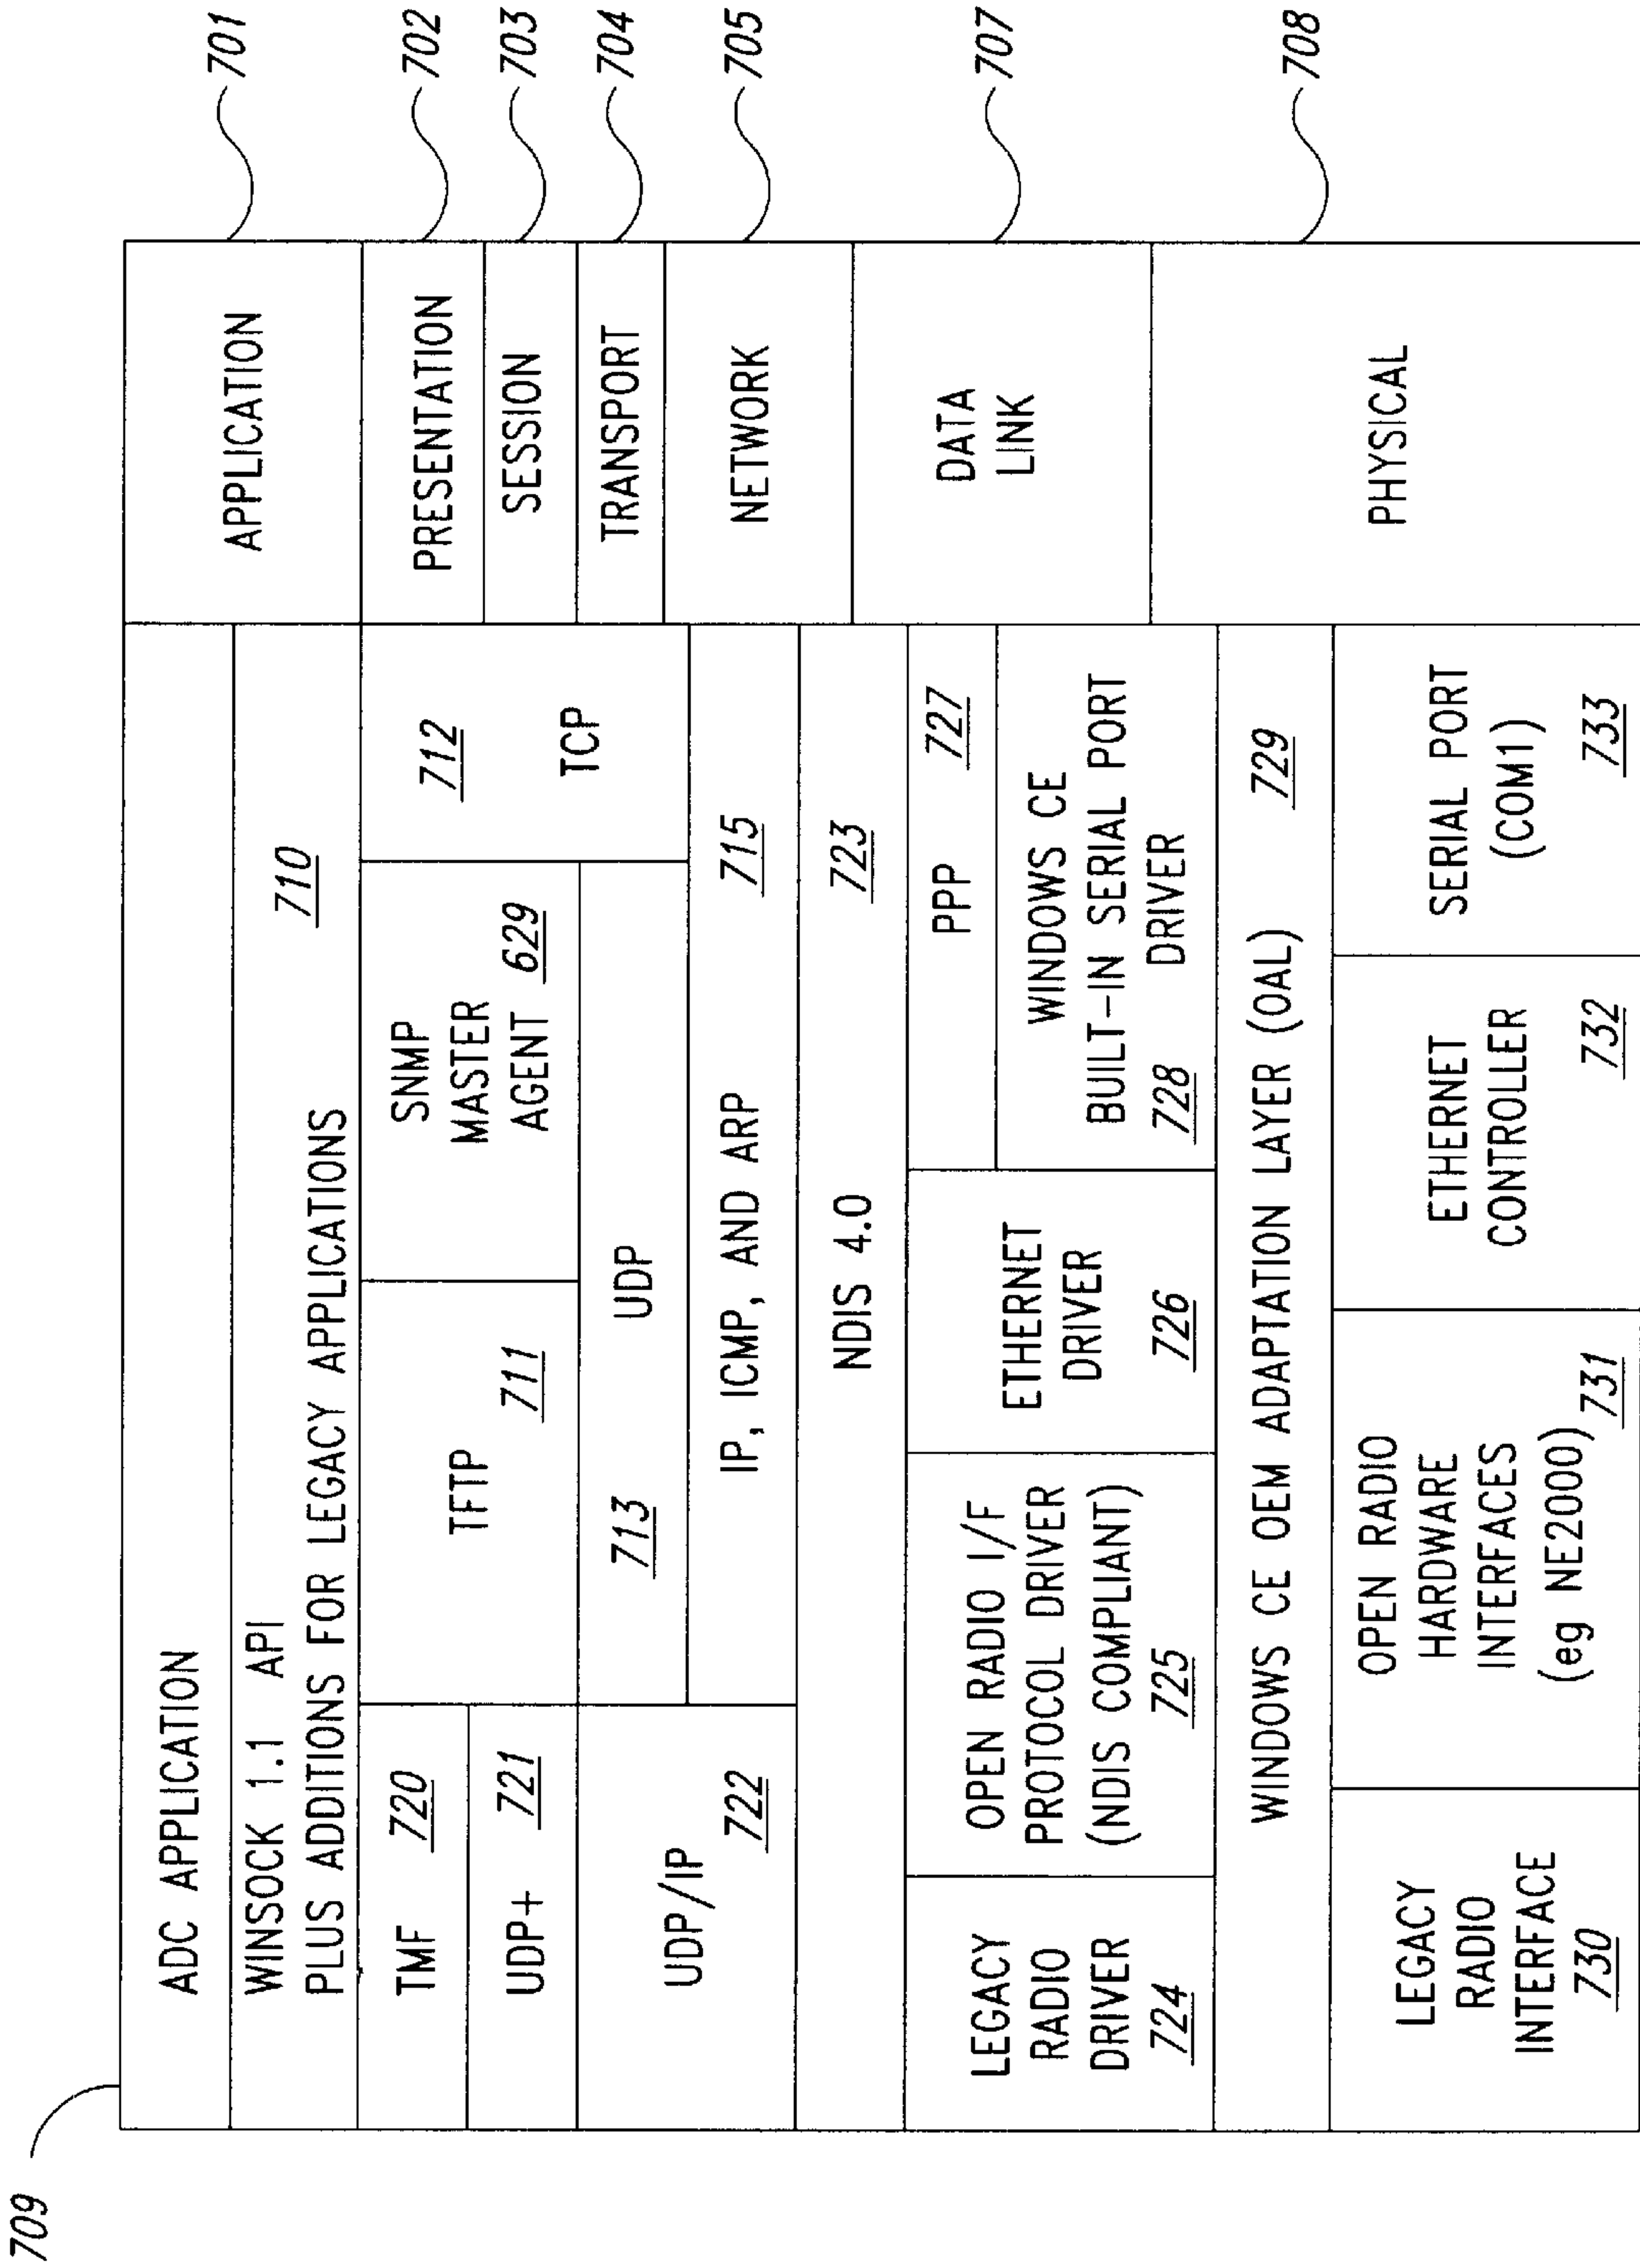 709
ADC APPLICATION
WINSOCK 1.1 API
PLUS ADDITIONS FOR LEGACY APPLICATIONS
710
TMF 720
UDP+ 721
UDP/IP
722
TFTP
711
SNMP
MASTER
AGENT 629
712
TCP
713
UDP
IP, ICMP, AND ARP
715
NDIS 4.0
723
LEGACY
RADIO
DRIVER
724
OPEN RADIO I/F
PROTOCOL DRIVER
(NDIS COMPLIANT)
725
ETHERNET
DRIVER
726
PPP
727
WINDOWS CE
BUILT-IN SERIAL PORT
DRIVER
728
WINDOWS CE OEM ADAPTATION LAYER (OAL)
729
LEGACY
RADIO
INTERFACE
730
OPEN RADIO
HARDWARE
INTERFACES
(eg NE2000)
731
ETHERNET
CONTROLLER
732
SERIAL PORT
(COM1)
733
APPLICATION
701
PRESENTATION
702
SESSION
703
TRANSPORT
704
NETWORK
705
DATA
LINK
707
PHYSICAL
708